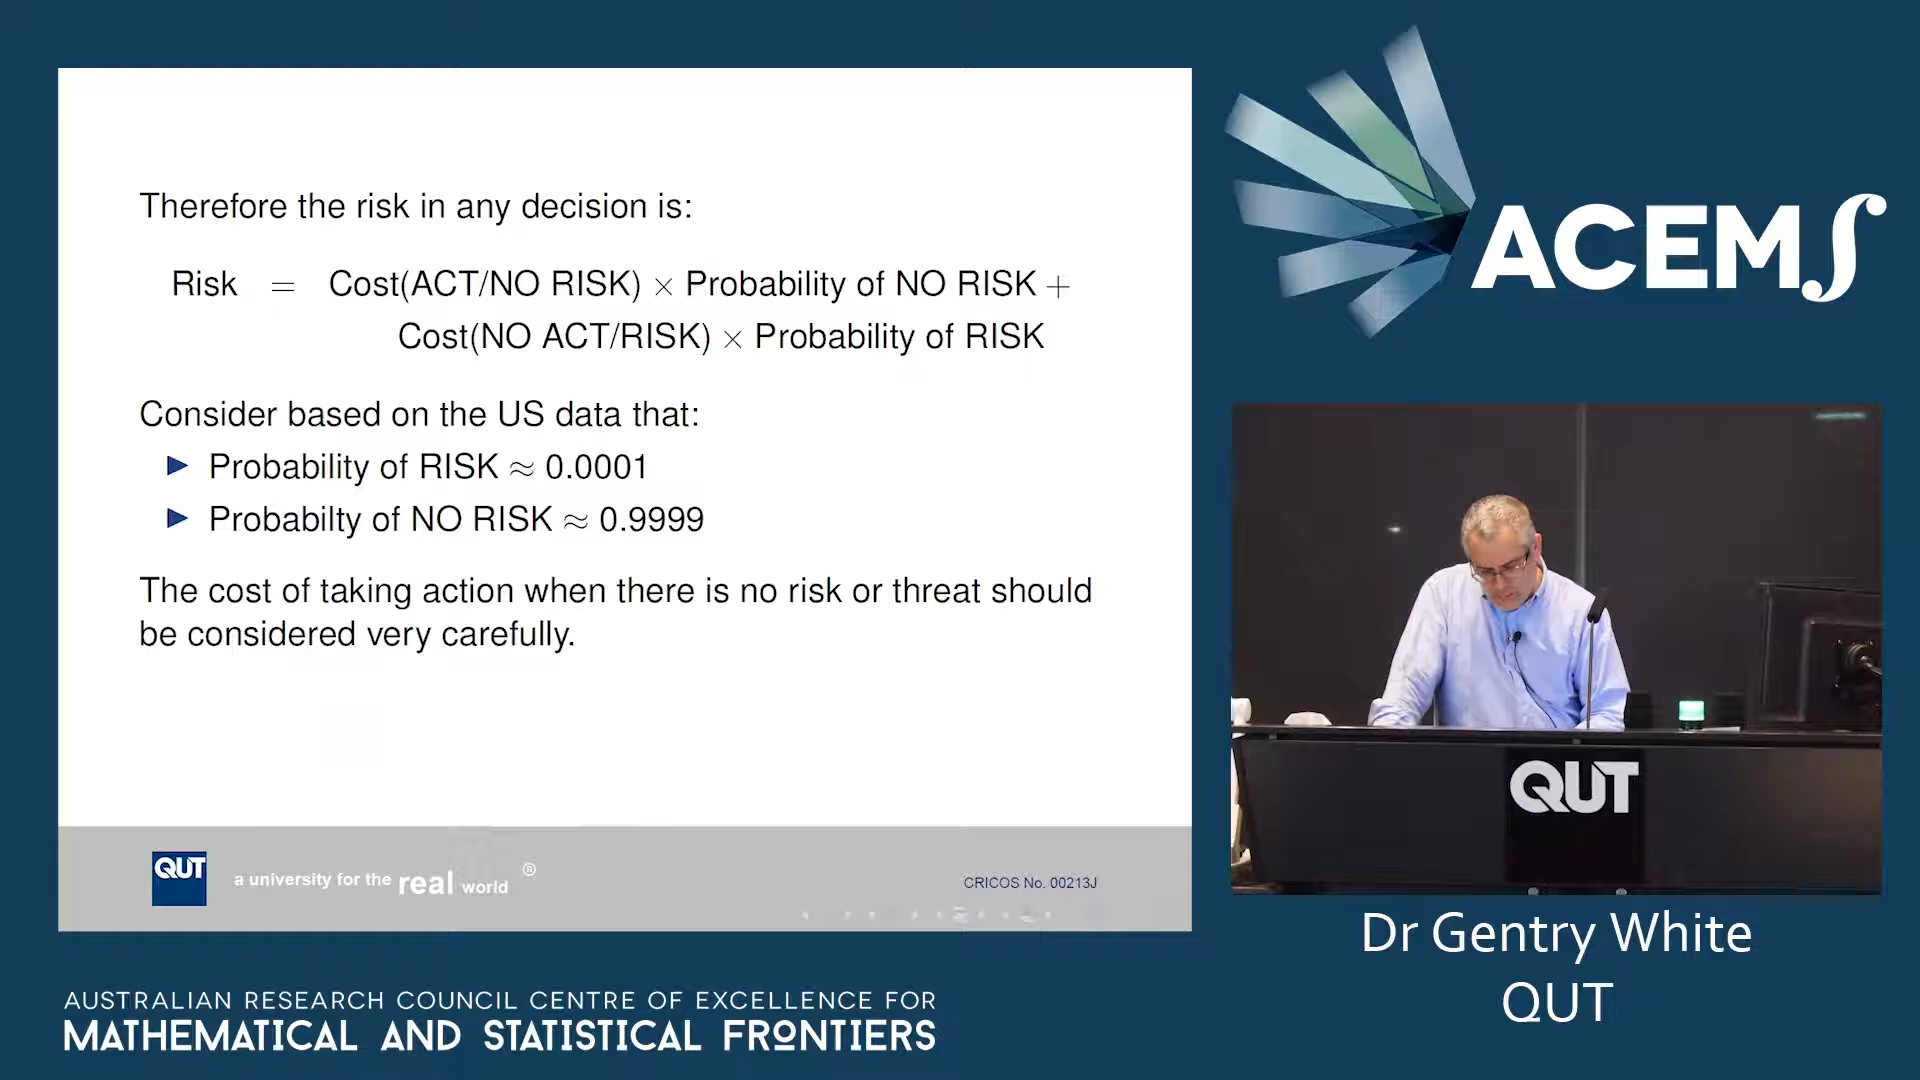 Therefore the risk in any decision is:
Risk = Cost(ACT/NO RISK) × Probability of NO RISK +
Cost(NO ACT/RISK) × Probability of RISK
Consider based on the US data that:
▶ Probability of RISK ≈ 0.0001
▶ Probabilty of NO RISK ≈ 0.9999
The cost of taking action when there is no risk or threat should
be considered very carefully.
QUT
a university for the real world ®
CRICOS No. 00213J
ACEMS
QUT
Dr Gentry White
QUT
AUSTRALIAN RESEARCH COUNCIL CENTRE OF EXCELLENCE FOR
MATHEMATICAL AND STATISTICAL FRONTIERS